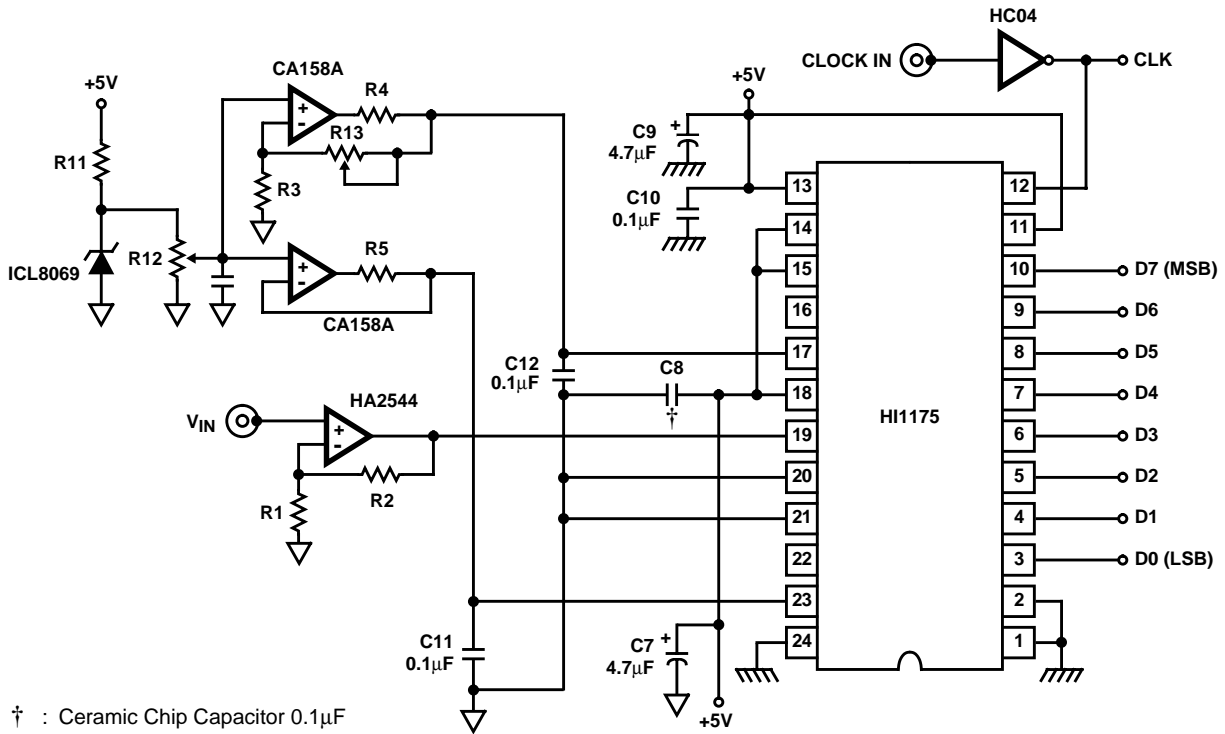 HC04
CLOCK IN
CLK
CA158A
+5V
R4
+5V
R13
C9
4.7µF
R11
R3
C10
0.1µF
13
12
14
11
R12
R5
ICL8069
15
10
D7 (MSB)
CA158A
16
9
D6
17
8
D5
C12
0.1µF
C8
†
18
7
D4
HI1175
HA2544
VIN
19
6
D3
R2
20
5
D2
R1
21
4
D1
22
3
D0 (LSB)
23
2
C11
0.1µF
C7
4.7µF
24
1
+5V
† : Ceramic Chip Capacitor 0.1µF
+
-
+
-
+
-
+
+